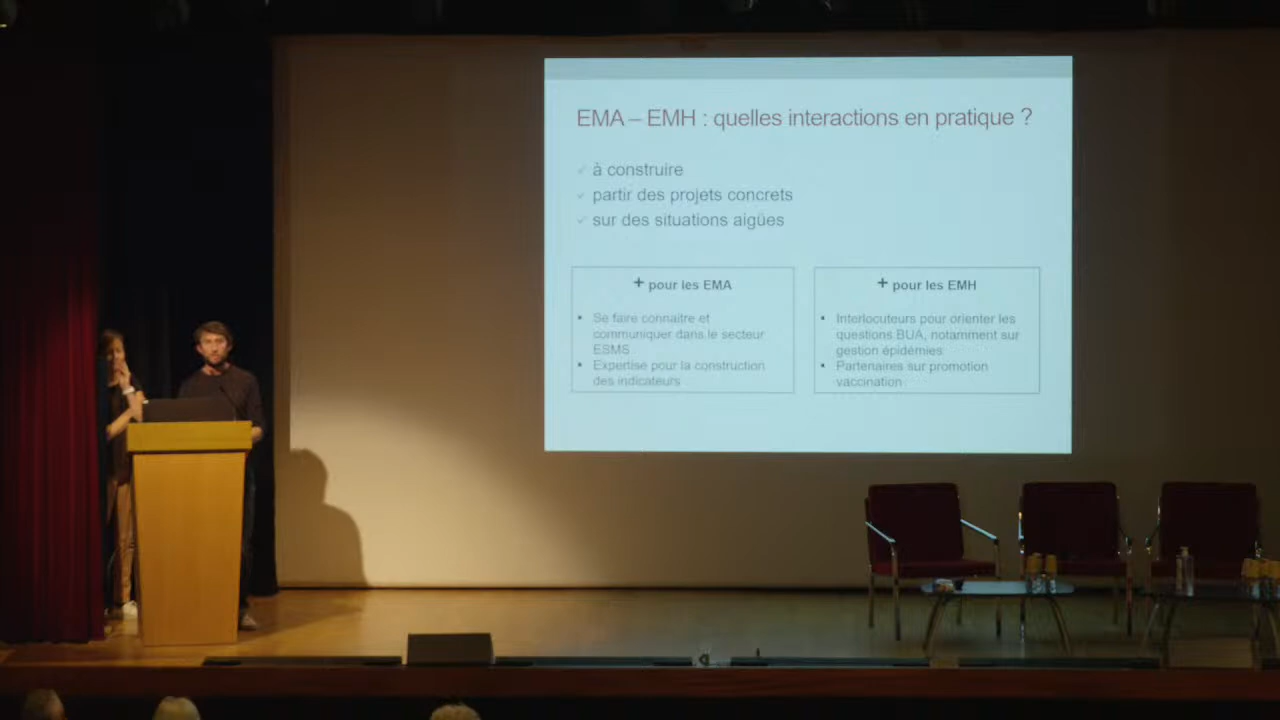 EMA – EMH : quelles interactions en pratique ?
✓ à construire
✓ partir des projets concrets
✓ sur des situations aigües
+ pour les EMA
▪ Se faire connaitre et
communiquer dans le secteur
ESMS
▪ Expertise pour la construction
des indicateurs
+ pour les EMH
▪ Interlocuteurs pour orienter les
questions BUA, notamment sur
gestion épidémies
▪ Partenaires sur promotion
vaccination